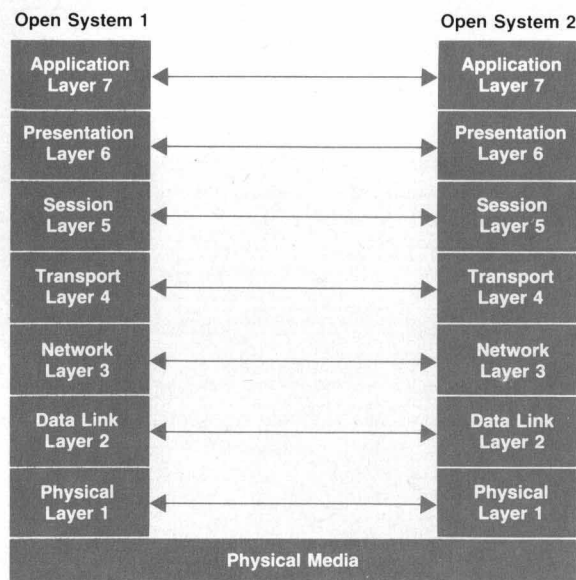 Open System 1
Open System 2
Application
Layer 7
Application
Layer 7
Presentation
Layer 6
Presentation
Layer 6
Session
Layer 5
Session
Layer 5
Transport
Layer 4
Transport
Layer 4
Network
Layer 3
Network
Layer 3
Data Link
Layer 2
Data Link
Layer 2
Physical
Layer 1
Physical
Layer 1
Physical Media